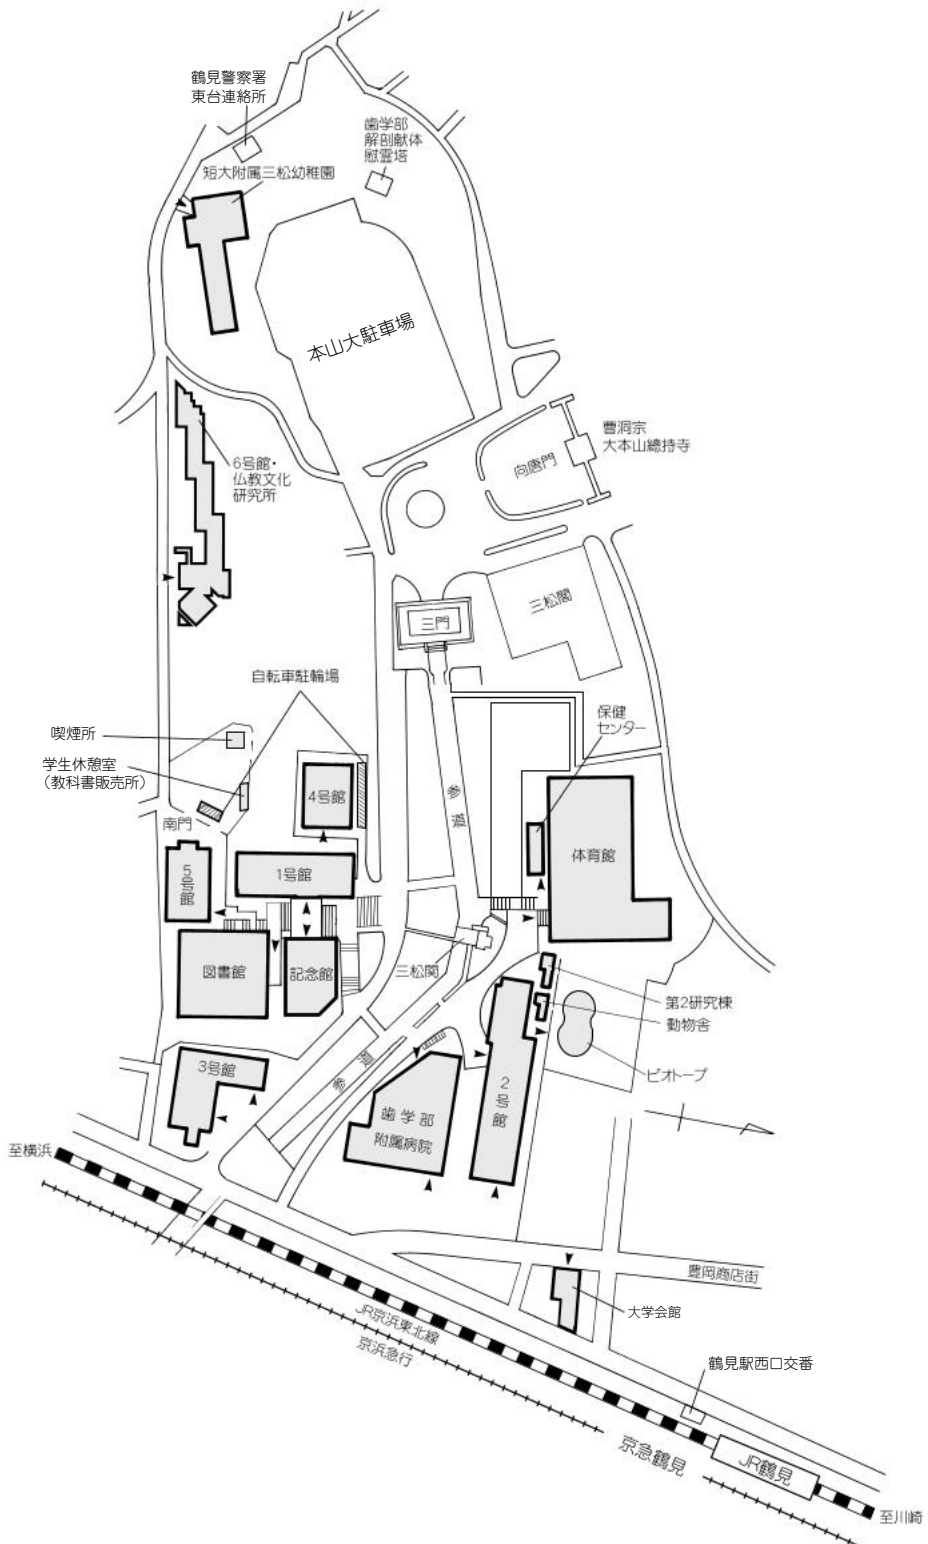 鶴見警察署
東台連絡所
歯学部
解剖献体
慰霊塔
短大附属三松幼稚園
本山大駐車場
曹洞宗
大本山總持寺
向唐門
6号館・
仏教文化
研究所
三松閣
三門
自転車駐輪場
保健
センター
喫煙所
学生休憩室
（教科書販売所）
4号館
参道
南門
体育館
5号館
1号館
図書館
記念館
三松関
第2研究棟
動物舎
3号館
参道
2号館
ビオトープ
歯学部
附属病院
至横浜
豊岡商店街
大学会館
JR京浜東北線
京浜急行
鶴見駅西口交番
京急鶴見
JR鶴見
至川崎